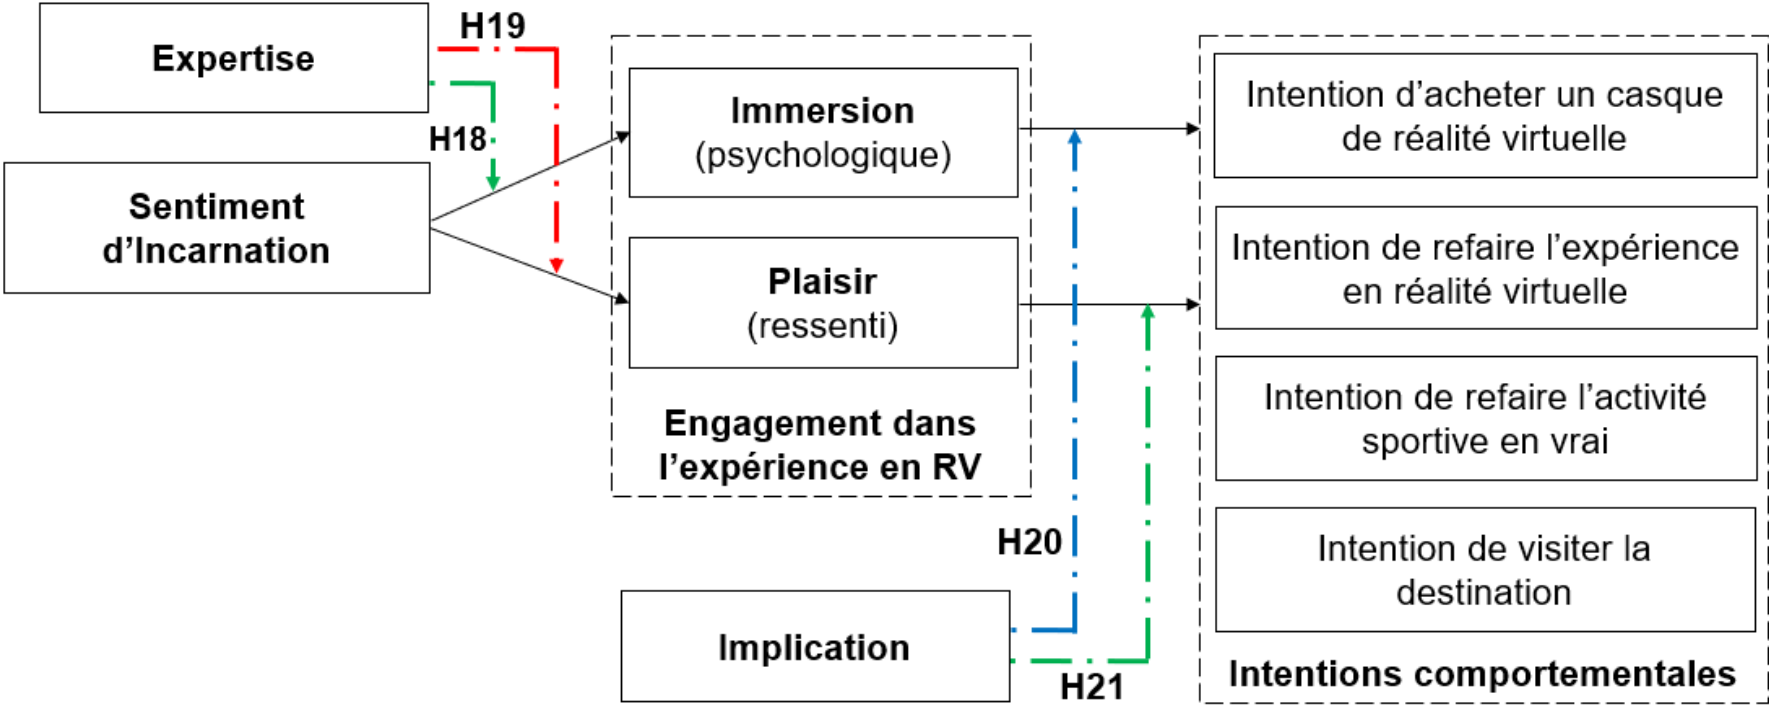 Expertise
H19
H18
Sentiment
d’Incarnation
Immersion
(psychologique)
Plaisir
(ressenti)
Engagement dans
l’expérience en RV
H20
Implication
H21
Intention d’acheter un casque
de réalité virtuelle
Intention de refaire l’expérience
en réalité virtuelle
Intention de refaire l’activité
sportive en vrai
Intention de visiter la
destination
Intentions comportementales